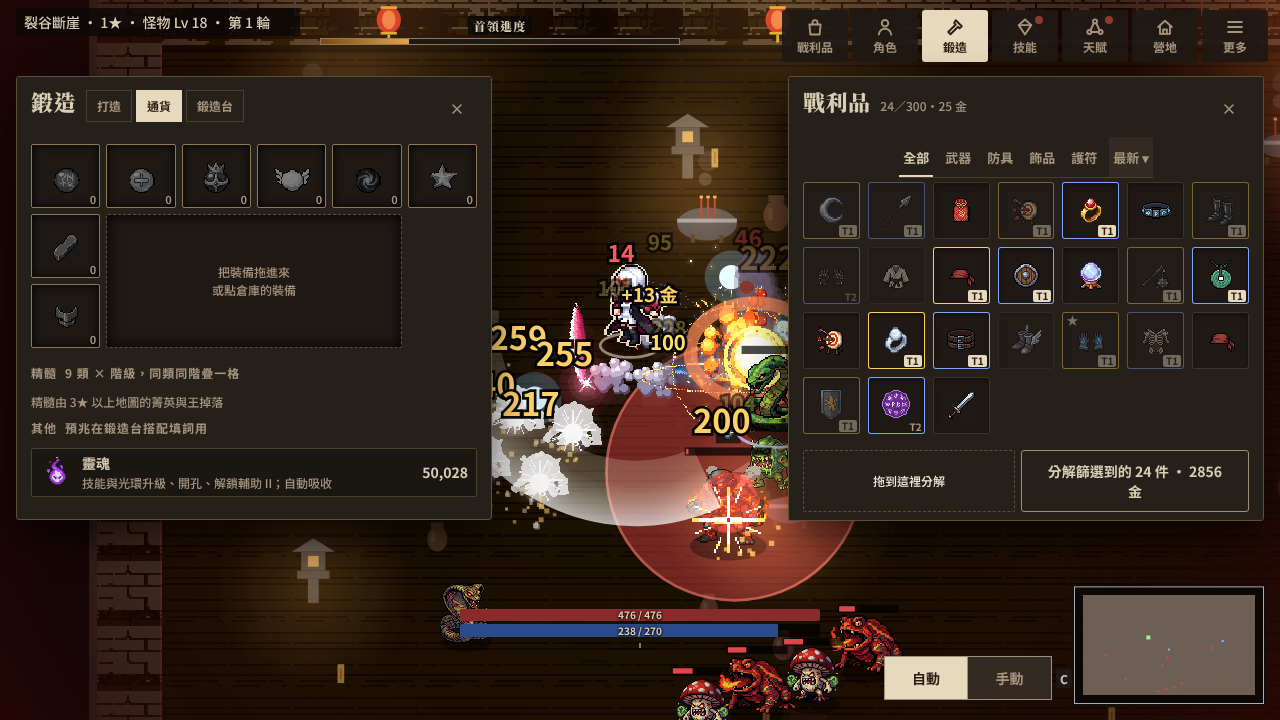 裂谷斷崖 · 1★ · 怪物 Lv 18 · 第 1 輪
首領進度
戰利品
角色
鍛造
技能
天賦
營地
更多
鍛造
打造
通貨
鍛造台
×
0
0
0
0
0
0
0
0
把裝備拖進來
或點倉庫的裝備
精髓 9 類 × 階級，同類同階疊一格
精髓由 3★ 以上地圖的菁英與王掉落
其他 預兆在鍛造台搭配填詞用
靈魂
技能與光環升級、開孔、解鎖輔助 II；自動吸收
50,028
戰利品 24／300・25 金
×
全部
武器
防具
飾品
護符
最新▾
T1
T1
T1
T1
T1
T2
T1
T1
T1
T1
T1
T1
T1
T1
T1
T2
拖到這裡分解
分解篩選到的 24 件 · 2856
金
14
95
46
222
+13 金
100
259
255
217
200
476 / 476
238 / 270
自動
手動
C